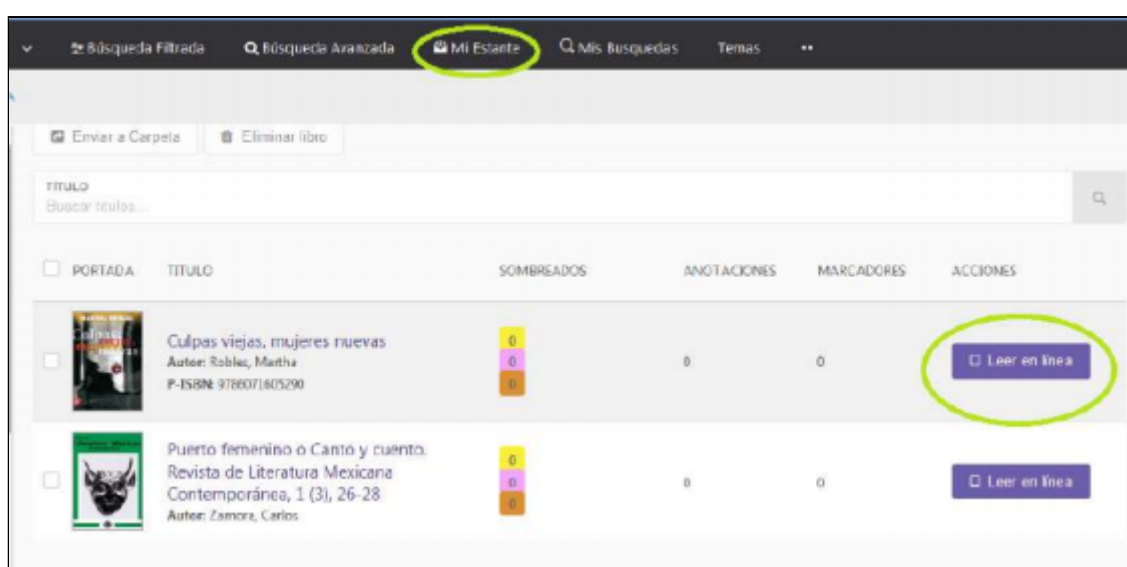 Búsqueda Filtrada Búsqueda Avanzada Mi Estante Mis Busquedas Temas ••
Enviar a Carpeta Eliminar libro
TITULO
Buscar titulos...
PORTADA TITULO SOMBREADOS ANOTACIONES MARCADORES ACCIONES
Culpas viejas, mujeres nuevas
Autor: Robles, Martha
P-ISBN: 9786071605290
0
0
0
0 0 Leer en línea
Puerto femenino o Canto y cuento.
Revista de Literatura Mexicana
Contemporánea, 1 (3), 26-28
Autor: Zamora, Carlos
0
0
0
0 0 Leer en línea